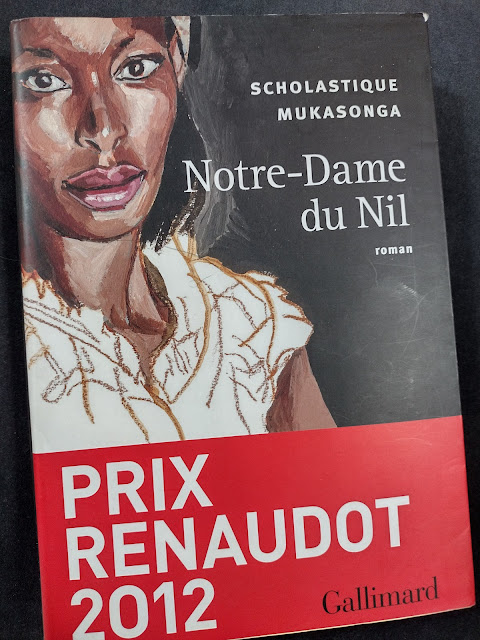 SCHOLASTIQUE
MUKASONGA
Notre-Dame
du Nil
roman
PRIX
RENAUDOT
2012
Gallimard